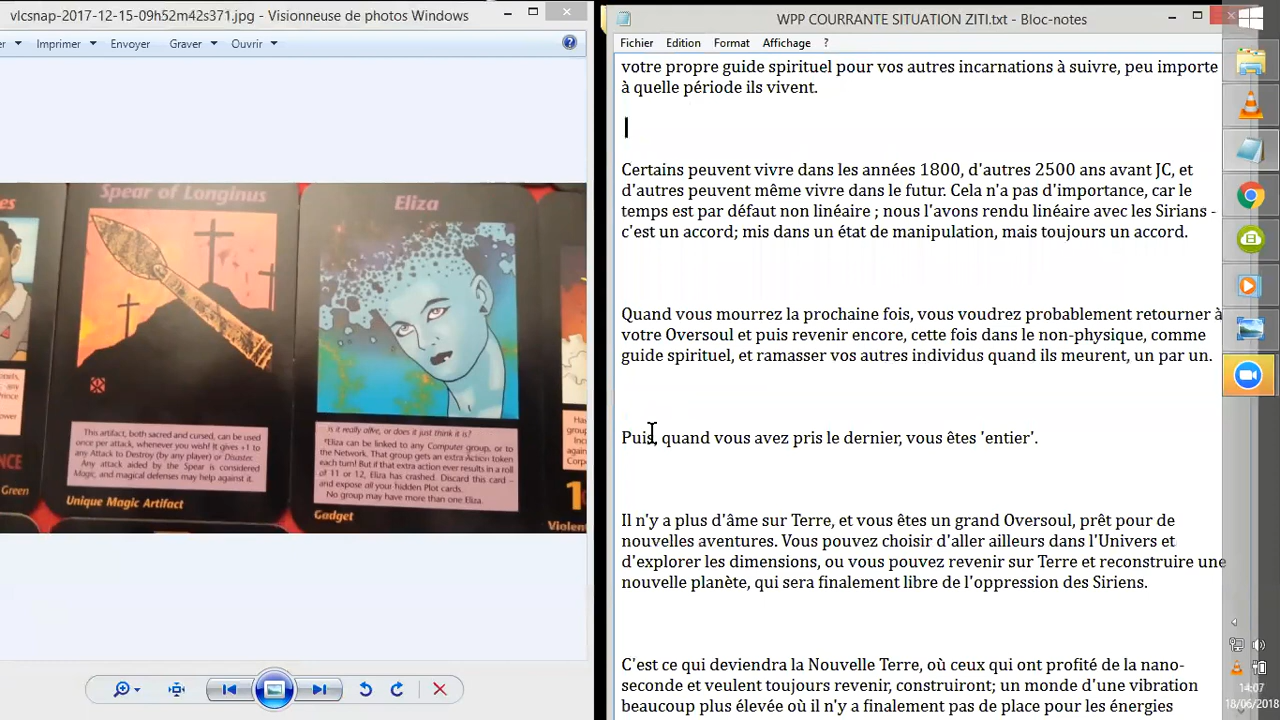 vlcsnap-2017-12-15-09h52m42s371.jpg - Visionneuse de photos Windows
Imprimer Envoyer Graver Ouvrir
Spear of Longinus
This artifact, both sacred and cursed, can be used
once per attack, whenever you wish! It gives +1 to
any Attack to Destroy (by any player) or Disaster.
Any attack aided by the Spear is considered
Magic, and magical defenses may help against it.
Unique Magic Artifact
Green
Eliza
Is it really alive, or does it just think it is?
Eliza can be linked to any Computer group, or to
the Network. That group gets an extra Action token
each turn! But if that extra action ever results in a roll
of 11 or 12, Eliza has crashed. Discard this card –
and expose all your hidden Plot cards.
No group may have more than one Eliza.
Gadget
Violen
WPP COURRANTE SITUATION ZITI.txt - Bloc-notes
Fichier Edition Format Affichage ?
votre propre guide spirituel pour vos autres incarnations à suivre, peu importe
à quelle période ils vivent.
Certains peuvent vivre dans les années 1800, d'autres 2500 ans avant JC, et
d'autres peuvent même vivre dans le futur. Cela n'a pas d'importance, car le
temps est par défaut non linéaire ; nous l'avons rendu linéaire avec les Sirians -
c'est un accord; mis dans un état de manipulation, mais toujours un accord.
Quand vous mourrez la prochaine fois, vous voudrez probablement retourner à
votre Oversoul et puis revenir encore, cette fois dans le non-physique, comme
guide spirituel, et ramasser vos autres individus quand ils meurent, un par un.
Puis, quand vous avez pris le dernier, vous êtes 'entier'.
Il n'y a plus d'âme sur Terre, et vous êtes un grand Oversoul, prêt pour de
nouvelles aventures. Vous pouvez choisir d'aller ailleurs dans l'Univers et
d'explorer les dimensions, ou vous pouvez revenir sur Terre et reconstruire une
nouvelle planète, qui sera finalement libre de l'oppression des Siriens.
C'est ce qui deviendra la Nouvelle Terre, où ceux qui ont profité de la nano-
seconde et veulent toujours revenir, construiront; un monde d'une vibration
beaucoup plus élevée où il n'y a finalement pas de place pour les énergies
14:07
18/06/2018